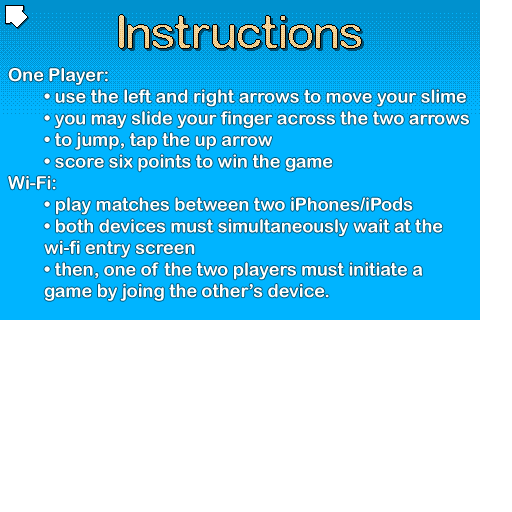 Instructions
One Player:
• use the left and right arrows to move your slime
• you may slide your finger across the two arrows
• to jump, tap the up arrow
• score six points to win the game
Wi-Fi:
• play matches between two iPhones/iPods
• both devices must simultaneously wait at the
wi-fi entry screen
• then, one of the two players must initiate a
game by joing the other's device.